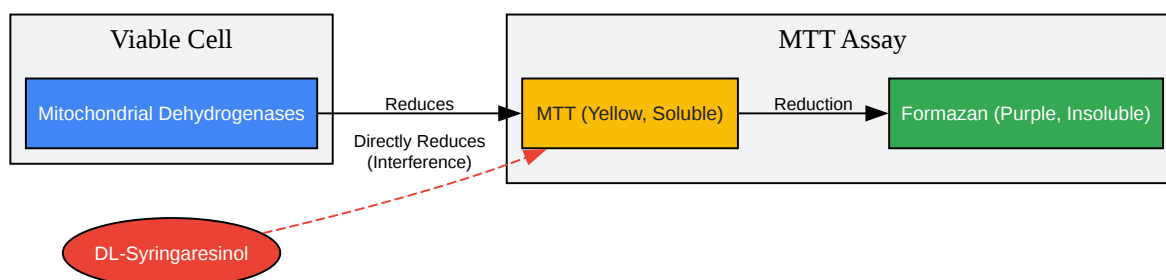 Viable Cell
MTT Assay
Mitochondrial Dehydrogenases
Reduces
MTT (Yellow, Soluble)
Reduction
Formazan (Purple, Insoluble)
Directly Reduces
(Interference)
DL-Syringaresinol